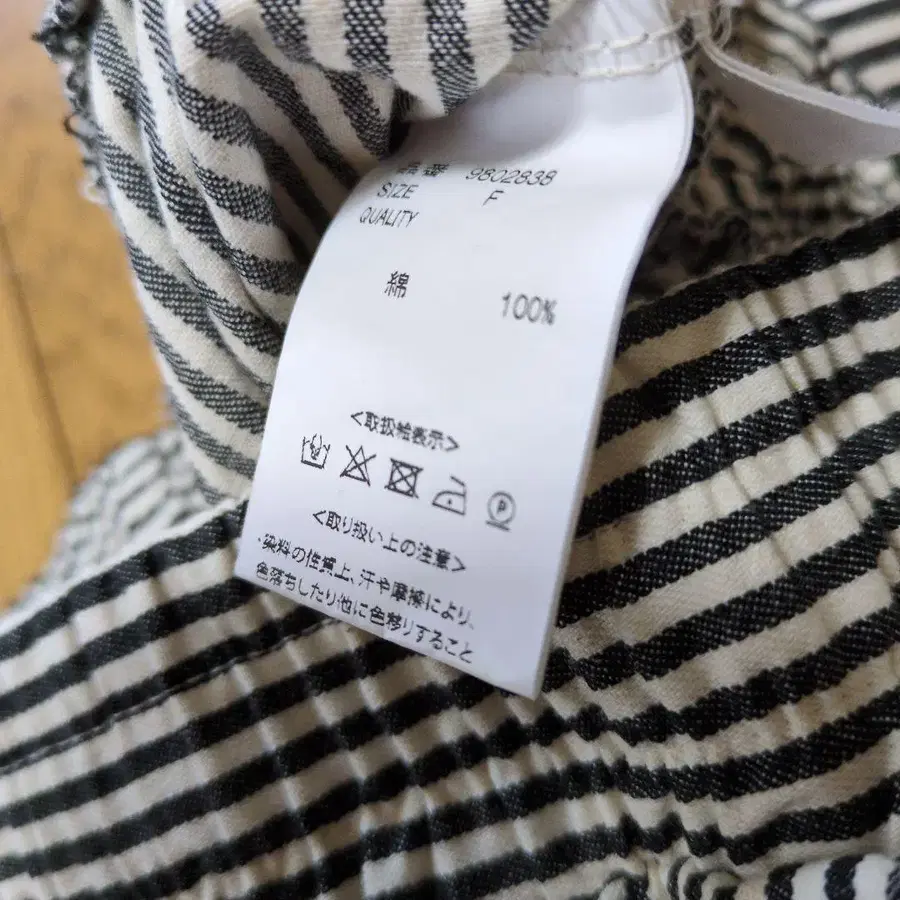 品番 9802838
SIZE F
QUALITY
綿 100%
<取扱絵表示>
P
<取り扱い上の注意>
・染料の性質上、汗や摩擦により、
色落ちしたり他に色移りすること